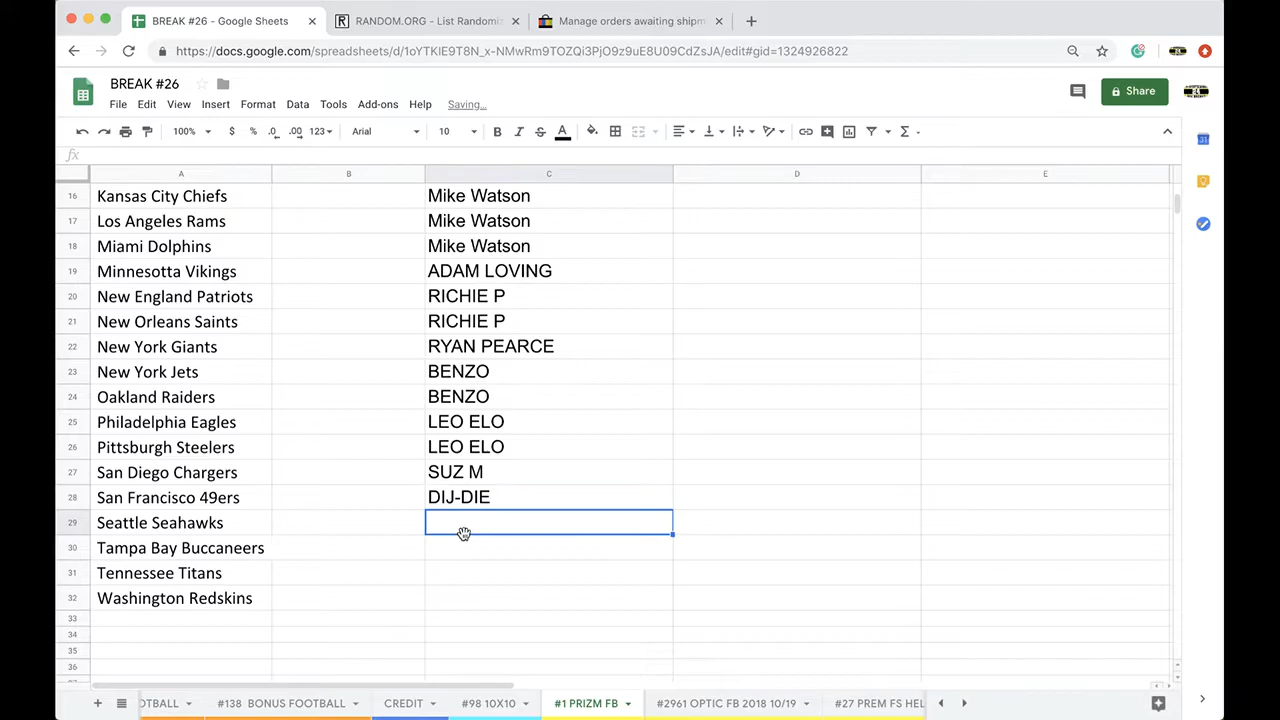 BREAK #26 - Google Sheets
RANDOM.ORG - List Randomiz
Manage orders awaiting shipm
https://docs.google.com/spreadsheets/d/1oYTKIE9T8N_x-NMwRm9TOZQi3PjO9z9uE8U09CdZsJA/edit#gid=1324926822
BREAK #26
File Edit View Insert Format Data Tools Add-ons Help Saving...
Share
100% $ % .0 .00 123 Arial 10 B I S A
fx
A B C D E
16 Kansas City Chiefs Mike Watson
17 Los Angeles Rams Mike Watson
18 Miami Dolphins Mike Watson
19 Minnesotta Vikings ADAM LOVING
20 New England Patriots RICHIE P
21 New Orleans Saints RICHIE P
22 New York Giants RYAN PEARCE
23 New York Jets BENZO
24 Oakland Raiders BENZO
25 Philadelphia Eagles LEO ELO
26 Pittsburgh Steelers LEO ELO
27 San Diego Chargers SUZ M
28 San Francisco 49ers DIJ-DIE
29 Seattle Seahawks
30 Tampa Bay Buccaneers
31 Tennessee Titans
32 Washington Redskins
33
34
35
36
OTBALL #138 BONUS FOOTBALL CREDIT #98 10X10 #1 PRIZM FB #2961 OPTIC FB 2018 10/19 #27 PREM FS HEL